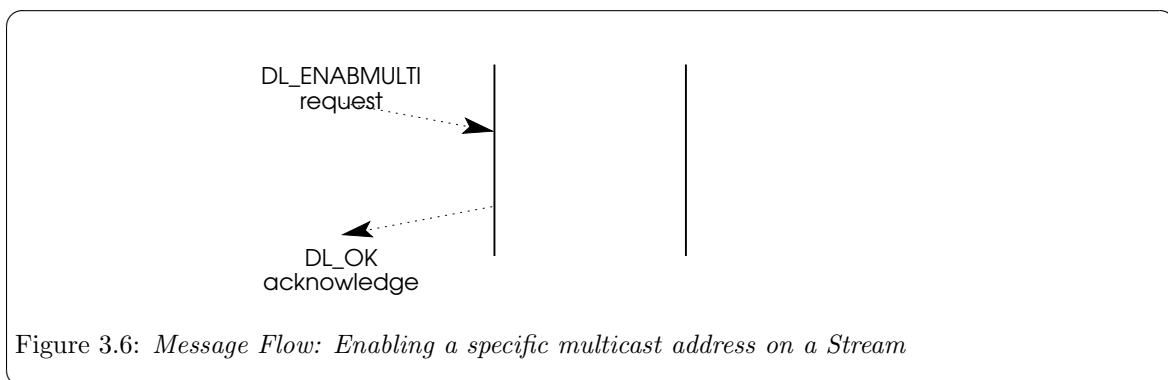 DL_ENABMULTI
request
DL_OK
acknowledge
Figure 3.6: Message Flow: Enabling a specific multicast address on a Stream